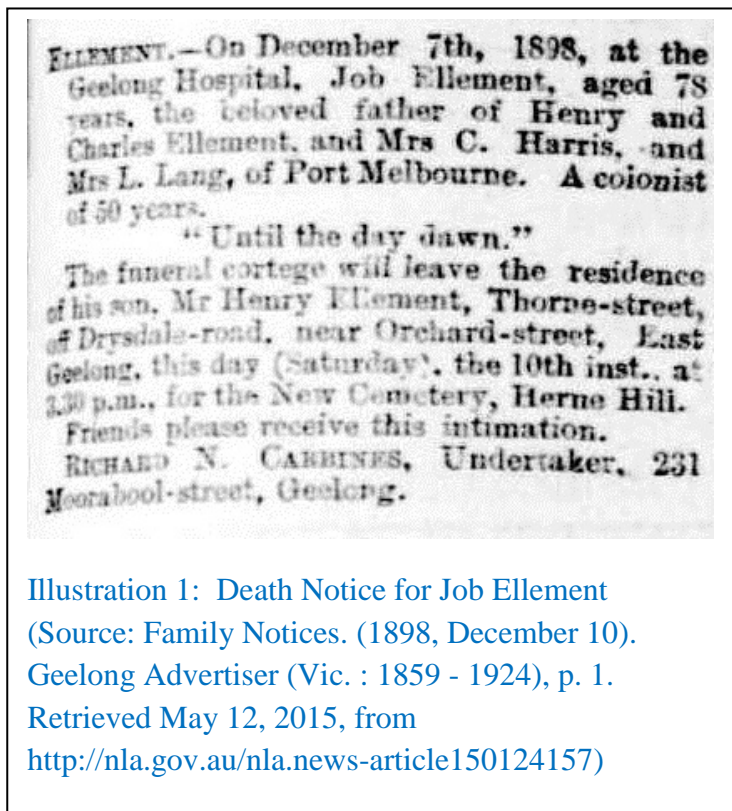 ELLEMENT.—On December 7th, 1898, at the
Geelong Hospital, Job Ellement, aged 78
years, the beloved father of Henry and
Charles Ellement, and Mrs C. Harris, and
Mrs L. Lang, of Port Melbourne. A colonist
of 50 years.
"Until the day dawn."
The funeral cortege will leave the residence
of his son, Mr Henry Ellement, Thorne-street,
off Drysdale-road, near Orchard-street, East
Geelong, this day (Saturday), the 10th inst., at
2.30 p.m., for the New Cemetery, Herne Hill.
Friends please receive this intimation.
RICHARD N. CARBINES, Undertaker, 231
Moorabool-street, Geelong.
Illustration 1: Death Notice for Job Ellement
(Source: Family Notices. (1898, December 10).
Geelong Advertiser (Vic. : 1859 - 1924), p. 1.
Retrieved May 12, 2015, from
http://nla.gov.au/nla.news-article150124157)